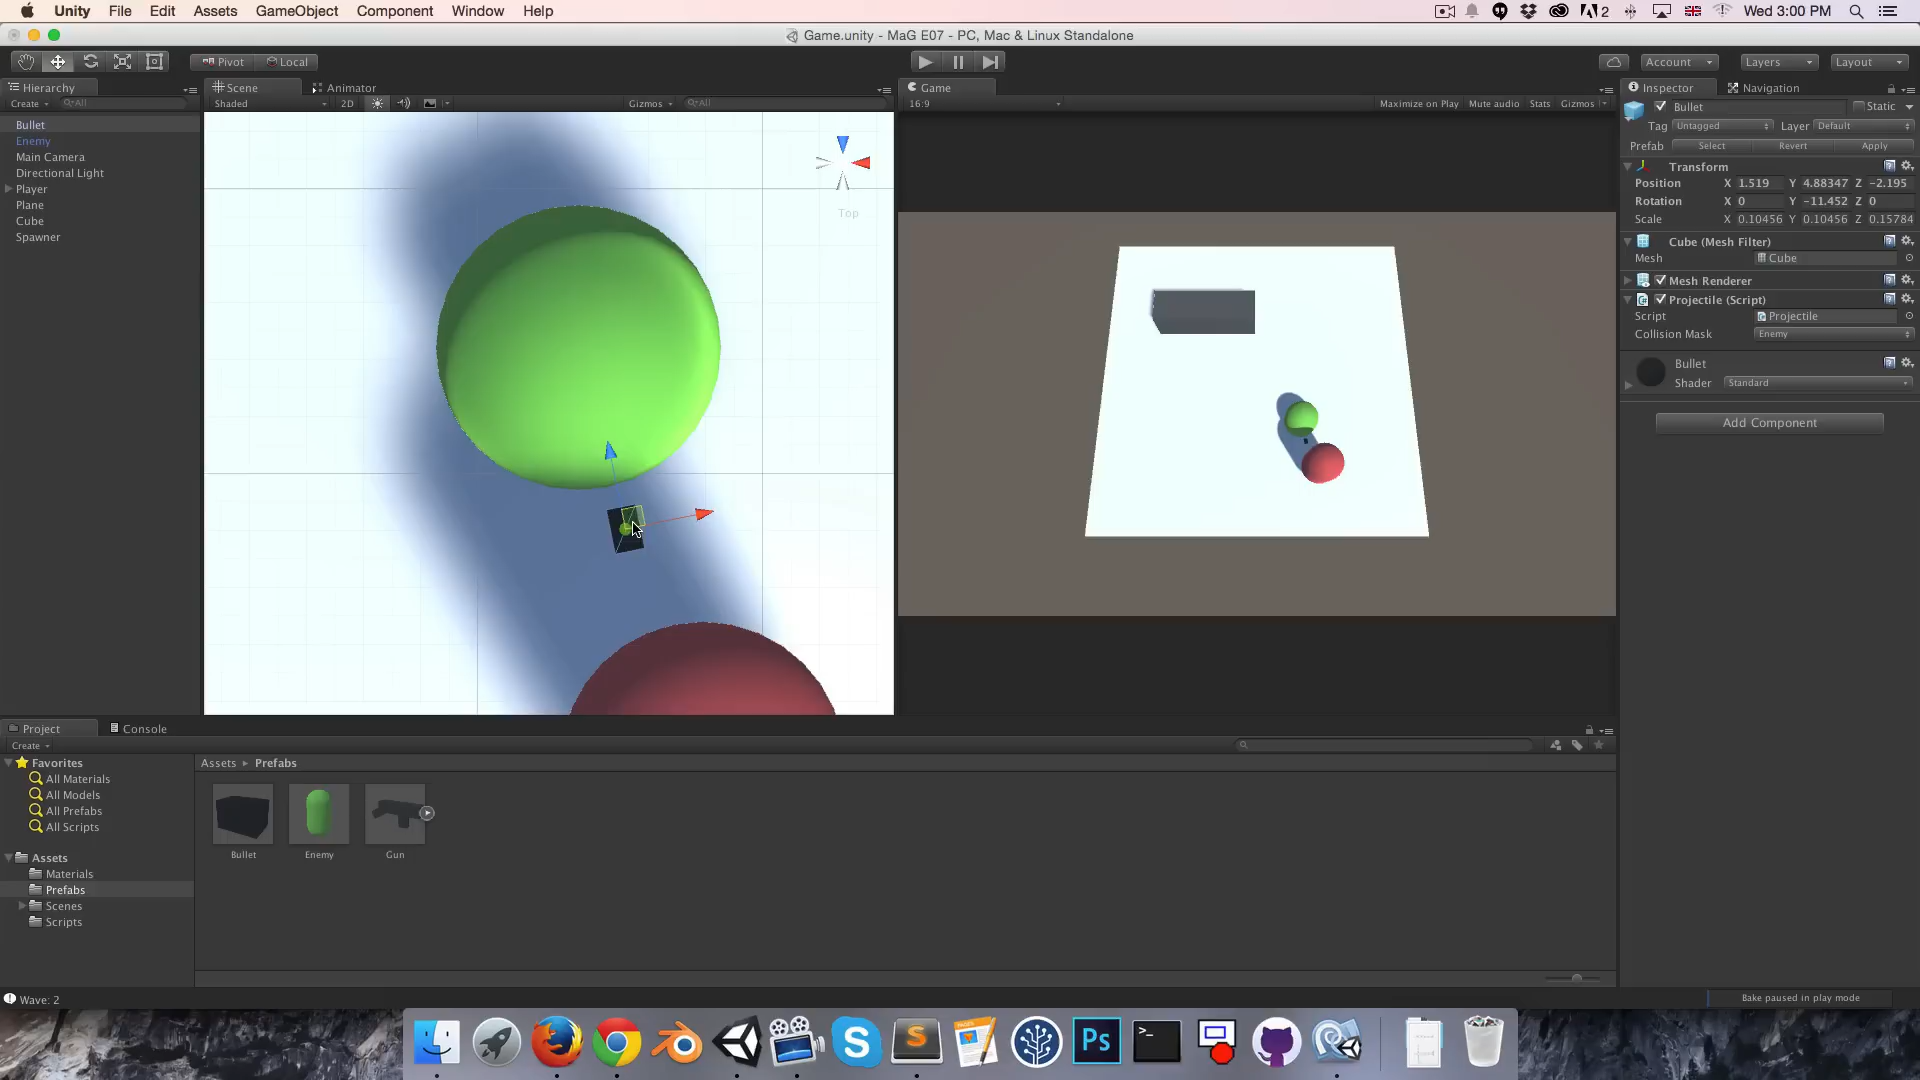 Unity File Edit Assets GameObject Component Window Help
2 Wed 3:00 PM
Game.unity - MaG E07 - PC, Mac & Linux Standalone
Pivot Local
Account Layers Layout
Hierarchy
Create All
Bullet
Enemy
Main Camera
Directional Light
Player
Plane
Cube
Spawner
Scene Animator
Shaded 2D Gizmos All
Top
Game
16:9 Maximize on Play Mute audio Stats Gizmos
Inspector Navigation
Bullet Static
Tag Untagged Layer Default
Prefab Select Revert Apply
Transform
Position X 1.519 Y 4.88347 Z -2.195
Rotation X 0 Y -11.452 Z 0
Scale X 0.10456 Y 0.10456 Z 0.15784
Cube (Mesh Filter)
Mesh Cube
Mesh Renderer
Projectile (Script)
Script Projectile
Collision Mask Enemy
Bullet
Shader Standard
Add Component
Project Console
Create
Favorites
All Materials
All Models
All Prefabs
All Scripts
Assets
Materials
Prefabs
Scenes
Scripts
Assets Prefabs
Bullet Enemy Gun
Wave: 2
Bake paused in play mode
PAGES
Ps
>_